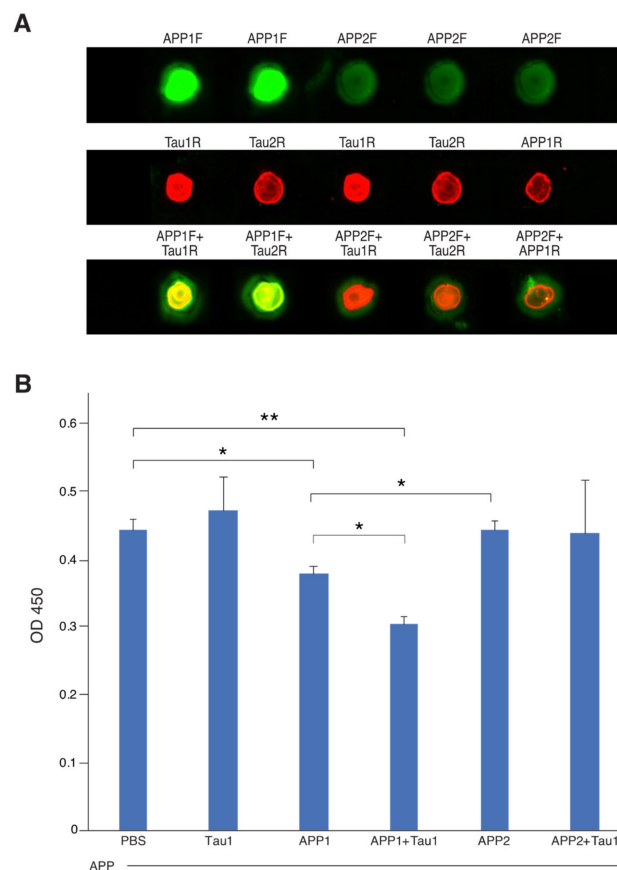 A
APP1F APP1F APP2F APP2F APP2F
Tau1R Tau2R Tau1R Tau2R APP1R
APP1F+ APP1F+ APP2F+ APP2F+ APP2F+
Tau1R Tau2R Tau1R Tau2R APP1R
B
0.6
**
*
0.5
*
*
0.4
OD 450
0.3
0.2
0.1
0
PBS Tau1 APP1 APP1+Tau1 APP2 APP2+Tau1
APP